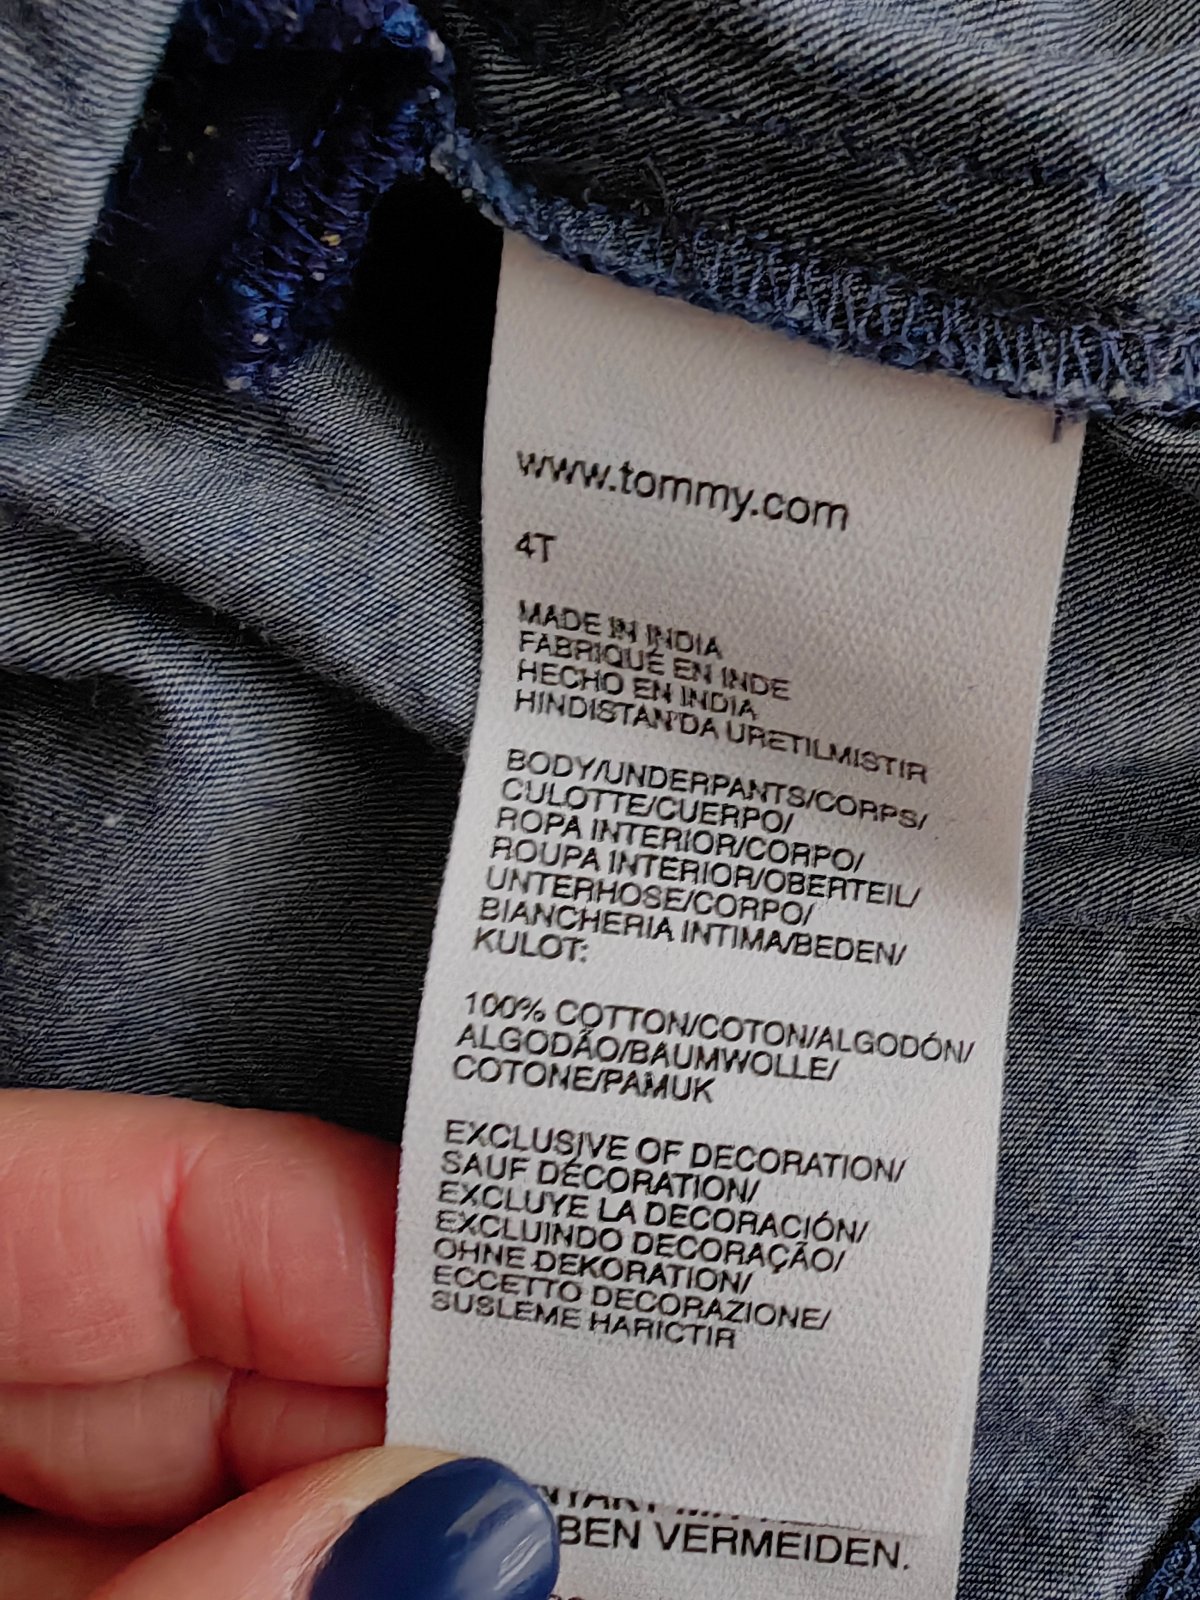 www.tommy.com
4T
MADE IN INDIA
FABRIQUÉ EN INDE
HECHO EN INDIA
HINDISTAN'DA URETILMISTIR
BODY/UNDERPANTS/CORPS/
CULOTTE/CUERPO/
ROPA INTERIOR/CORPO/
ROUPA INTERIOR/OBERTEIL/
UNTERHOSE/CORPO/
BIANCHERIA INTIMA/BEDEN/
KULOT:
100% COTTON/COTON/ALGODÓN/
ALGODÃO/BAUMWOLLE/
COTONE/PAMUK
EXCLUSIVE OF DECORATION/
SAUF DÉCORATION/
EXCLUYE LA DECORACIÓN/
EXCLUINDO DECORAÇÃO/
OHNE DEKORATION/
ECCETTO DECORAZIONE/
SUSLEME HARICTIR
BEN VERMEIDEN.